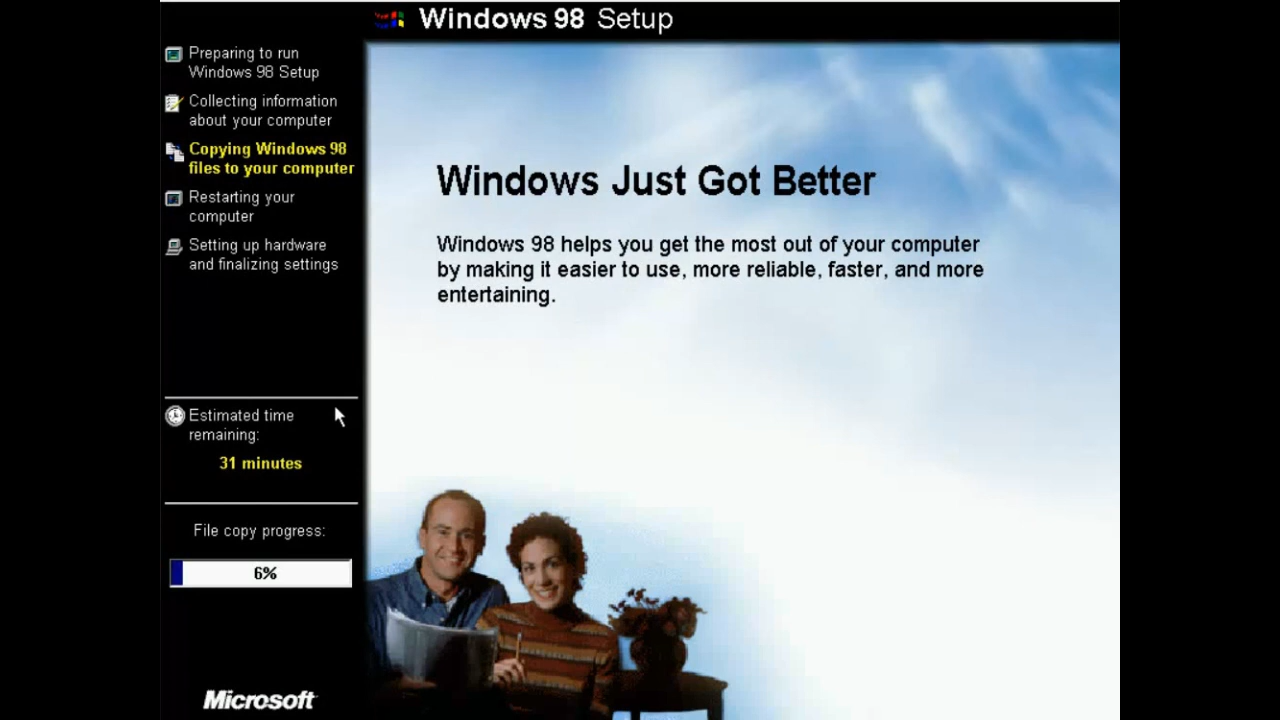 Windows 98 Setup
Preparing to run
Windows 98 Setup
Collecting information
about your computer
Copying Windows 98
files to your computer
Restarting your
computer
Setting up hardware
and finalizing settings
Estimated time
remaining:
31 minutes
File copy progress:
6%
Microsoft
Windows Just Got Better
Windows 98 helps you get the most out of your computer
by making it easier to use, more reliable, faster, and more
entertaining.